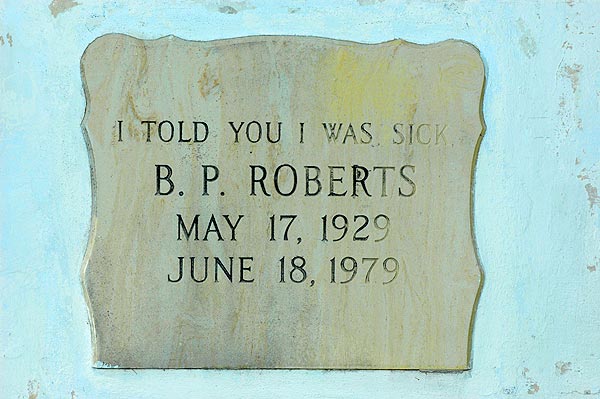 I TOLD YOU I WAS SICK
B. P. ROBERTS
MAY 17, 1929
JUNE 18, 1979